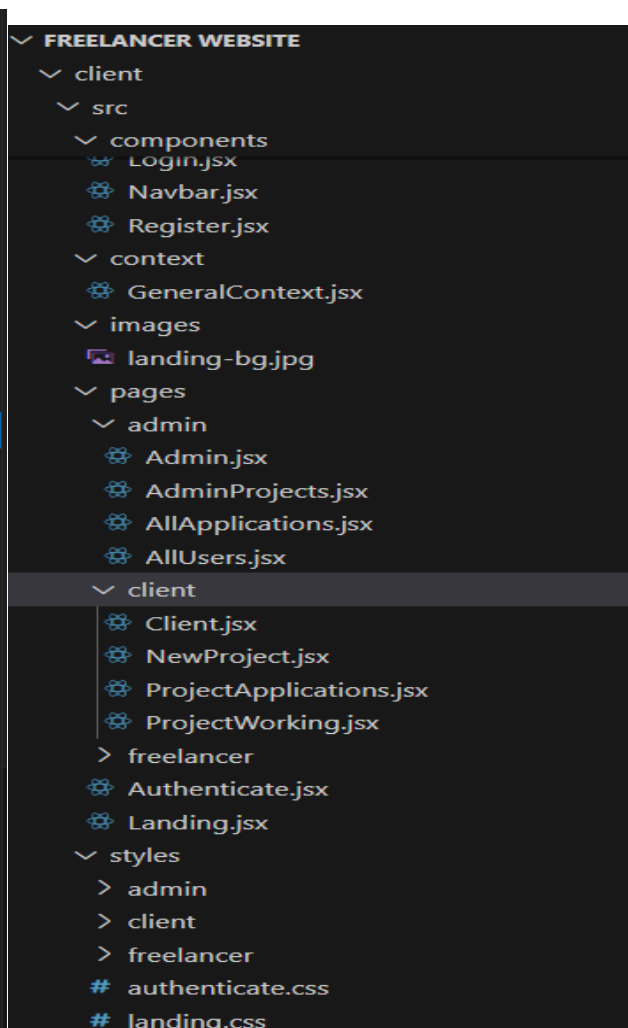 FREELANCER WEBSITE
client
src
components
Login.jsx
Navbar.jsx
Register.jsx
context
GeneralContext.jsx
images
landing-bg.jpg
pages
admin
Admin.jsx
AdminProjects.jsx
AllApplications.jsx
AllUsers.jsx
client
Client.jsx
NewProject.jsx
ProjectApplications.jsx
ProjectWorking.jsx
freelancer
Authenticate.jsx
Landing.jsx
styles
admin
client
freelancer
# authenticate.css
# landing.css